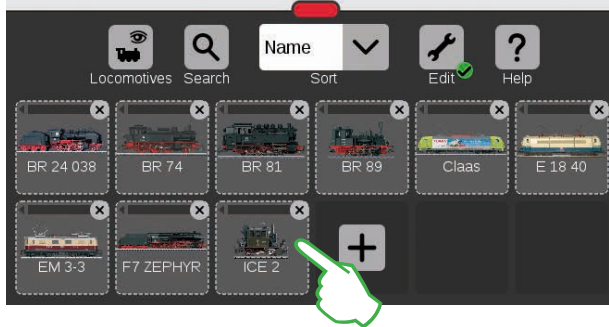 Name
Locomotives Search Sort Edit Help
BR 24 038 BR 74 BR 81 BR 89 Claas E 18 40
EM 3-3 F7 ZEPHYR ICE 2